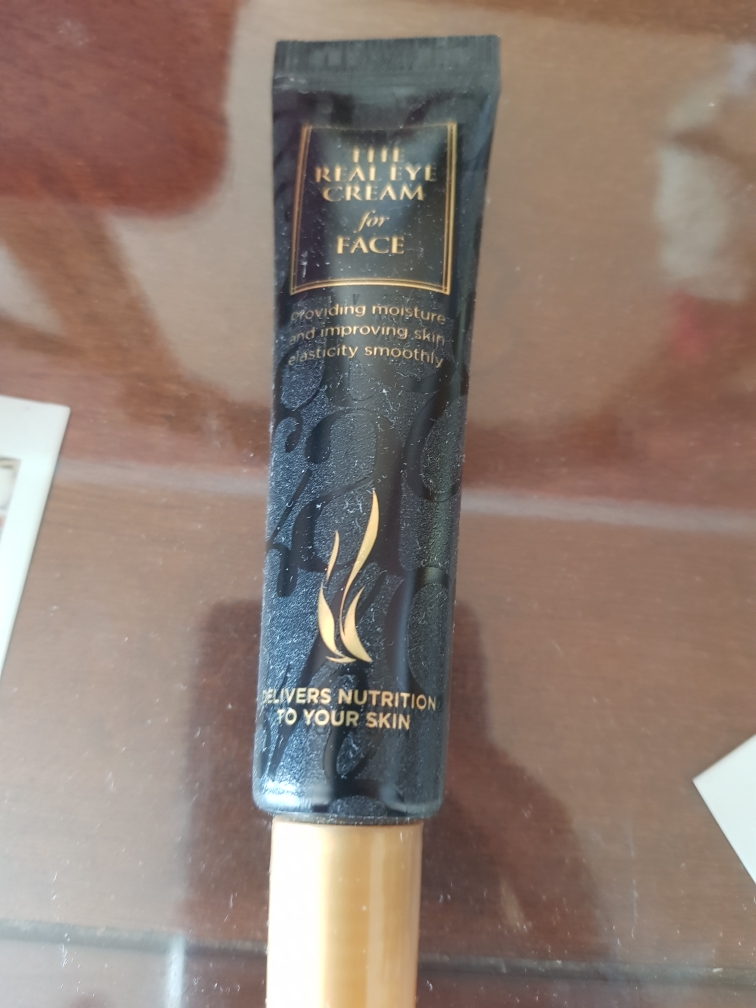 THE
REAL EYE
CREAM
for
FACE
Providing moisture
and improving skin
elasticity smoothly
DELIVERS NUTRITION
TO YOUR SKIN